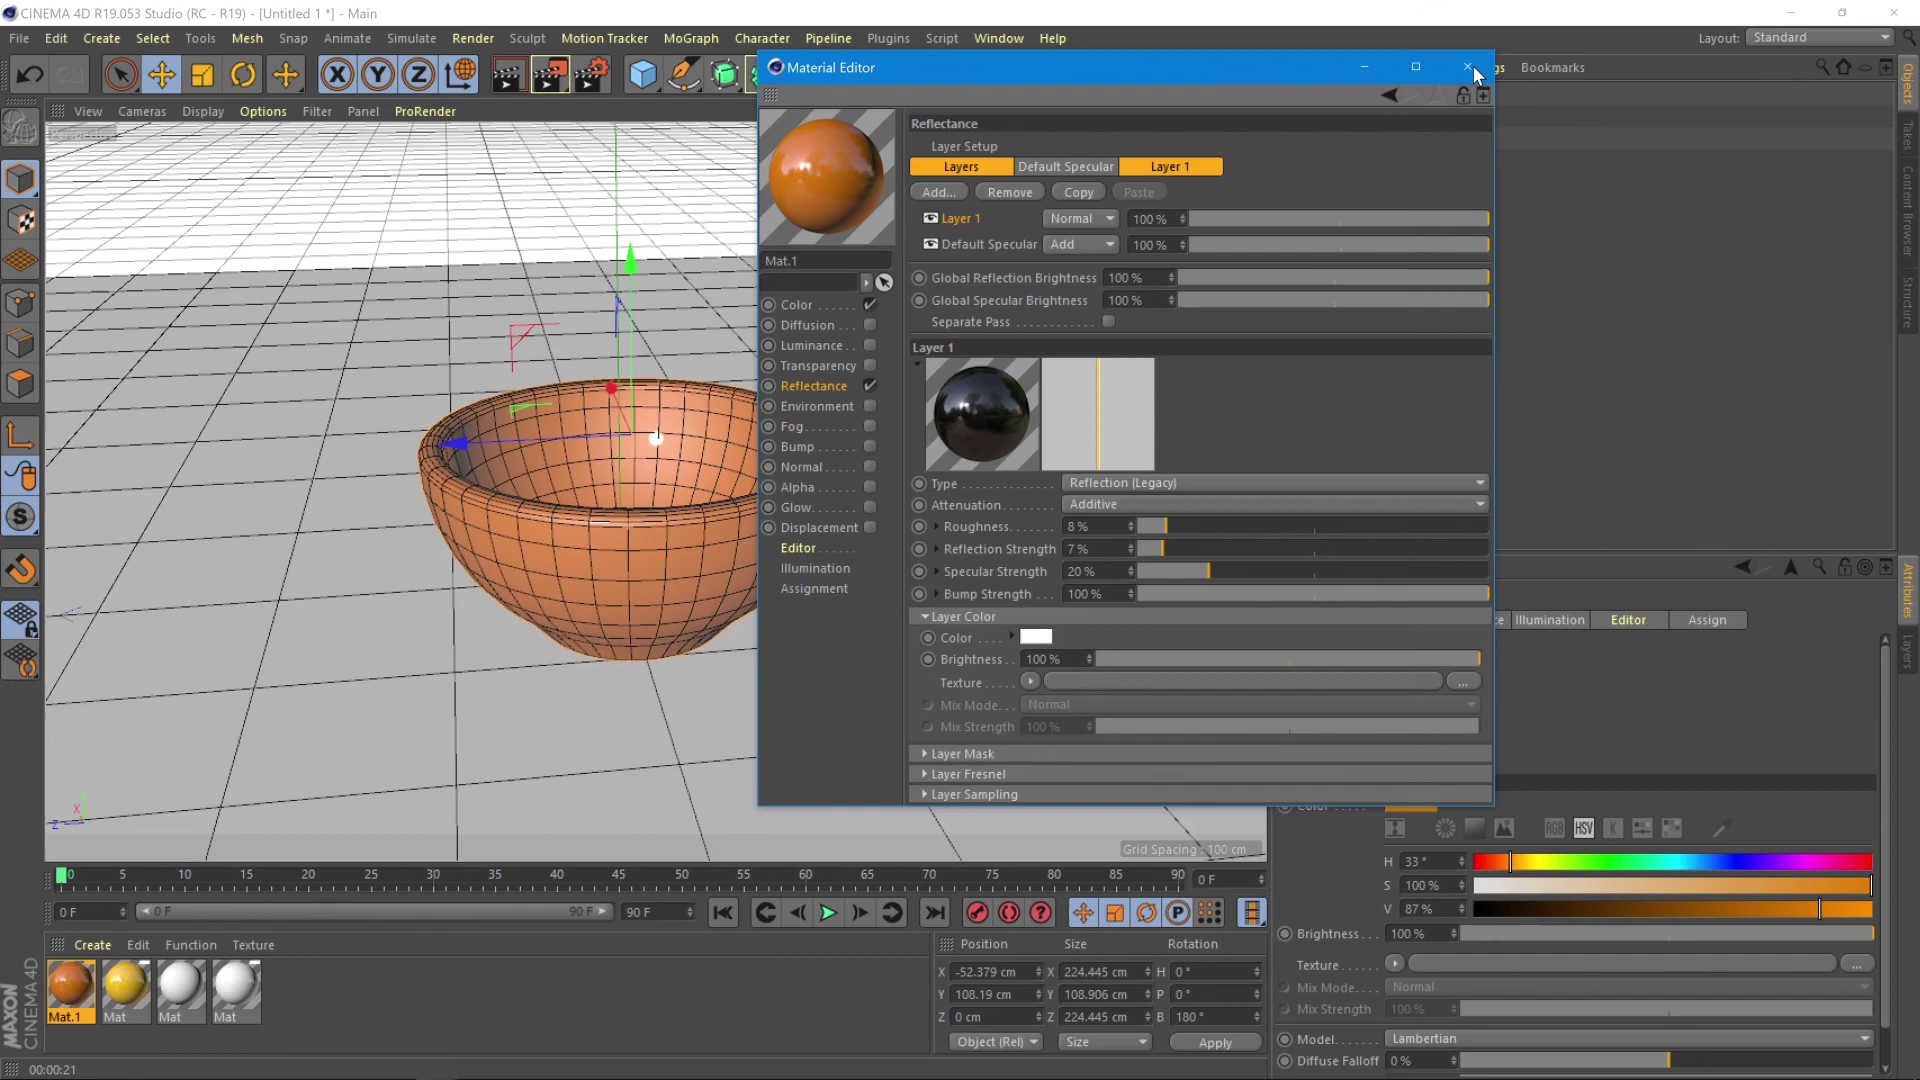 CINEMA 4D R19.053 Studio (RC - R19) - [Untitled 1 *] - Main
File Edit Create Select Tools Mesh Snap Animate Simulate Render Sculpt Motion Tracker MoGraph Character Pipeline Plugins Script Window Help Layout: Standard
Material Editor
Bookmarks
View Cameras Display Options Filter Panel ProRender
Objects
Takes
Content Browser
Structure
Reflectance
Layer Setup
Layers Default Specular Layer 1
Add... Remove Copy Paste
Layer 1 Normal 100 %
Default Specular Add 100 %
Mat.1
Global Reflection Brightness 100 %
Global Specular Brightness 100 %
Separate Pass
Color
Diffusion
Luminance
Transparency
Reflectance
Environment
Fog
Bump
Normal
Alpha
Glow
Displacement
Editor
Illumination
Assignment
Layer 1
Type Reflection (Legacy)
Attenuation Additive
Roughness 8 %
Reflection Strength 7 %
Specular Strength 20 %
Bump Strength 100 %
Layer Color
Color
Brightness 100 %
Texture ...
Mix Mode Normal
Mix Strength 100 %
Layer Mask
Layer Fresnel
Layer Sampling
Attributes
Layers
Illumination Editor Assign
Color
RGB HSV K
H 33 °
S 100 %
V 87 %
Brightness 100 %
Texture ...
Mix Mode Normal
Mix Strength 100 %
Model Lambertian
Diffuse Falloff 0 %
X
Z
Grid Spacing : 100 cm
0 5 10 15 20 25 30 35 40 45 50 55 60 65 70 75 80 85 90 0 F
0 F 0 F 90 F 90 F
Create Edit Function Texture
Mat.1 Mat Mat Mat
Position Size Rotation
X -52.379 cm X 224.445 cm H 0 °
Y 108.19 cm Y 108.906 cm P 0 °
Z 0 cm Z 224.445 cm B 180 °
Object (Rel) Size Apply
MAXON
CINEMA 4D
00:00:21